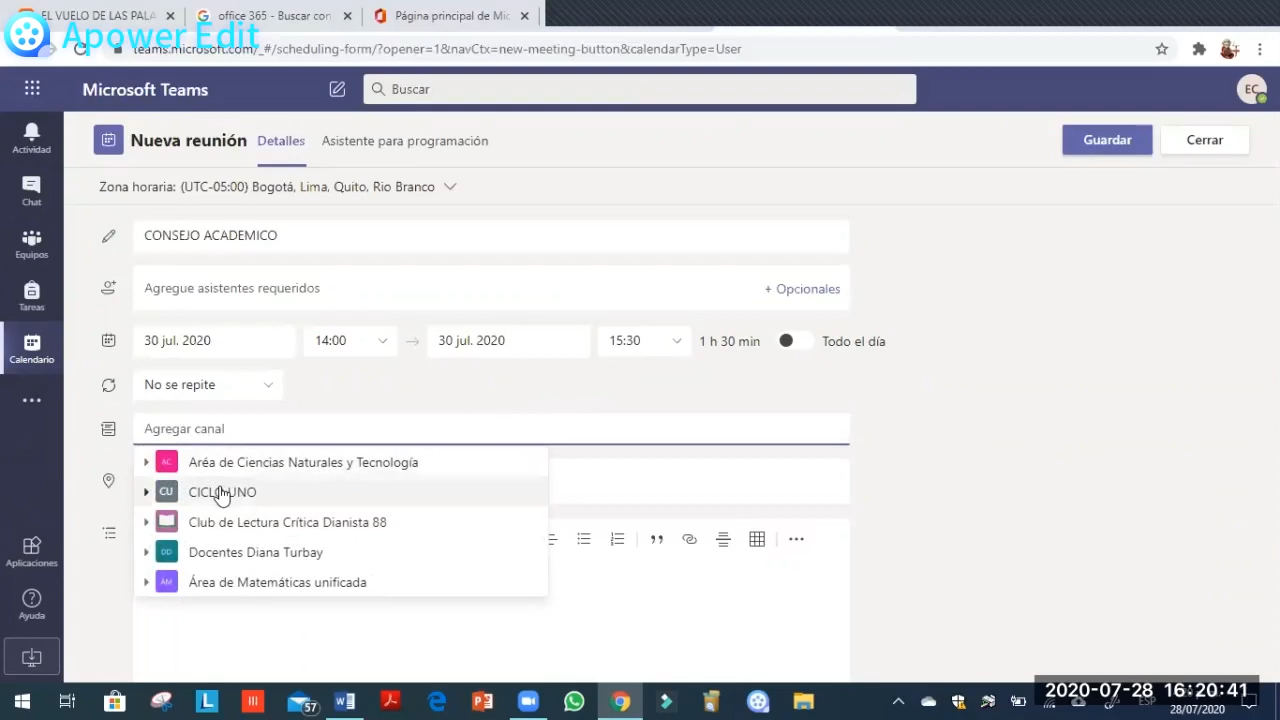 EL VUELO DE LAS PALA
office 365 - Buscar con
Página principal de Mic
Apower Edit
teams.microsoft.com/_#/scheduling-form/?opener=1&navCtx=new-meeting-button&calendarType=User
Microsoft Teams
Buscar
EC
Actividad
Chat
Equipos
Tareas
Calendario
Aplicaciones
Ayuda
Nueva reunión
Detalles
Asistente para programación
Guardar
Cerrar
Zona horaria: (UTC-05:00) Bogotá, Lima, Quito, Rio Branco
CONSEJO ACADEMICO
Agregue asistentes requeridos
+ Opcionales
30 jul. 2020
14:00
30 jul. 2020
15:30
1 h 30 min
Todo el día
No se repite
Agregar canal
AC Aréa de Ciencias Naturales y Tecnología
CU CICLO UNO
Club de Lectura Crítica Dianista 88
DD Docentes Diana Turbay
ÁM Área de Matemáticas unificada
57
ESP
2020-07-28 16:20:41
28/07/2020